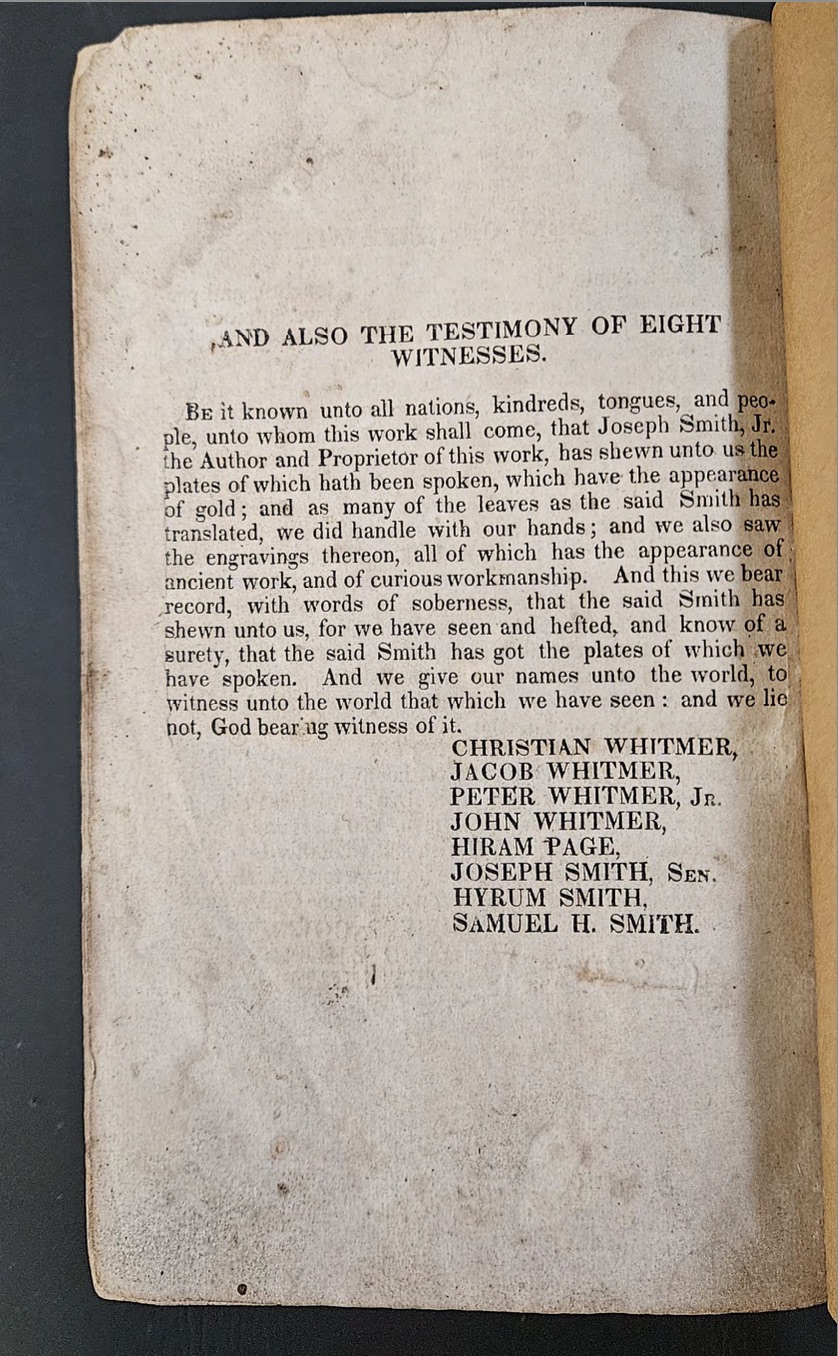 AND ALSO THE TESTIMONY OF EIGHT
WITNESSES.
BE it known unto all nations, kindreds, tongues, and peo-
ple, unto whom this work shall come, that Joseph Smith, Jr.
the Author and Proprietor of this work, has shewn unto us the
plates of which hath been spoken, which have the appearance
of gold; and as many of the leaves as the said Smith has
translated, we did handle with our hands; and we also saw
the engravings thereon, all of which has the appearance of
ancient work, and of curious workmanship. And this we bear
record, with words of soberness, that the said Smith has
shewn unto us, for we have seen and hefted, and know of a
surety, that the said Smith has got the plates of which we
have spoken. And we give our names unto the world, to
witness unto the world that which we have seen: and we lie
not, God bearing witness of it.
CHRISTIAN WHITMER,
JACOB WHITMER,
PETER WHITMER, JR.
JOHN WHITMER,
HIRAM PAGE,
JOSEPH SMITH, SEN.
HYRUM SMITH,
SAMUEL H. SMITH.